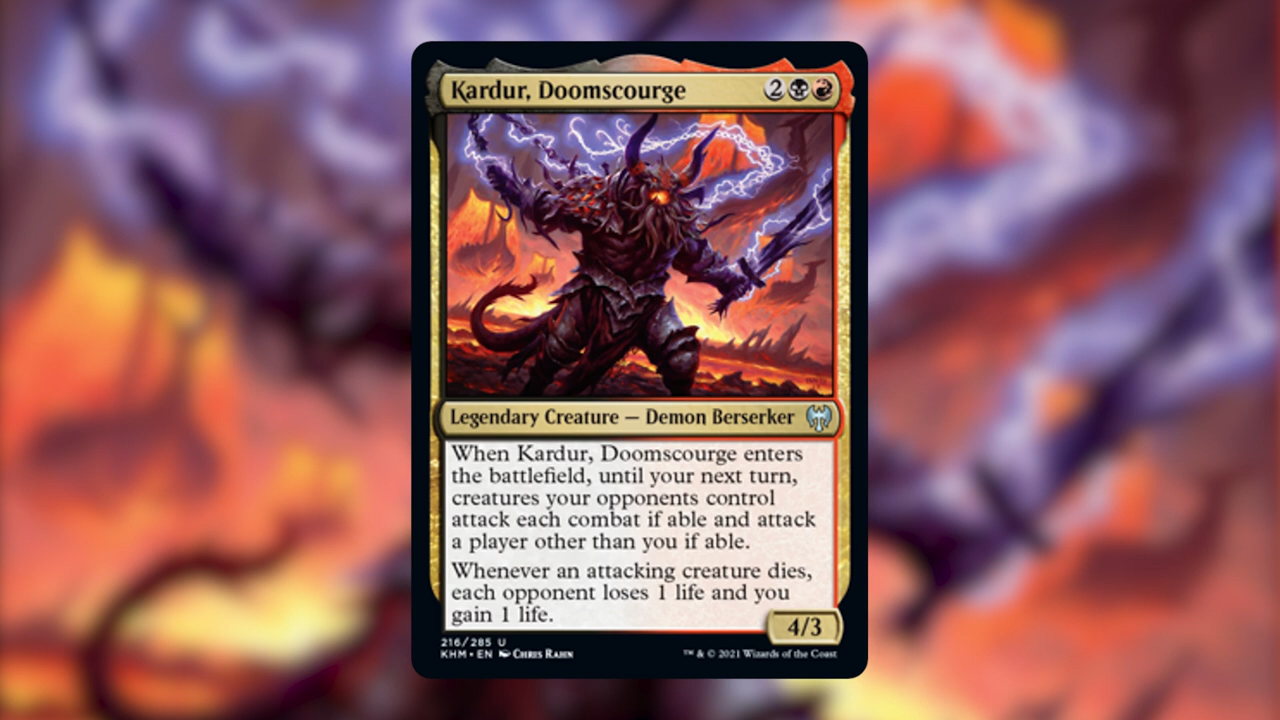 Kardur, Doomscourge 2
Legendary Creature — Demon Berserker
When Kardur, Doomscourge enters
the battlefield, until your next turn,
creatures your opponents control
attack each combat if able and attack
a player other than you if able.
Whenever an attacking creature dies,
each opponent loses 1 life and you
gain 1 life.
4/3
216/285 U
KHM • EN Chris Rahn
™ & © 2021 Wizards of the Coast